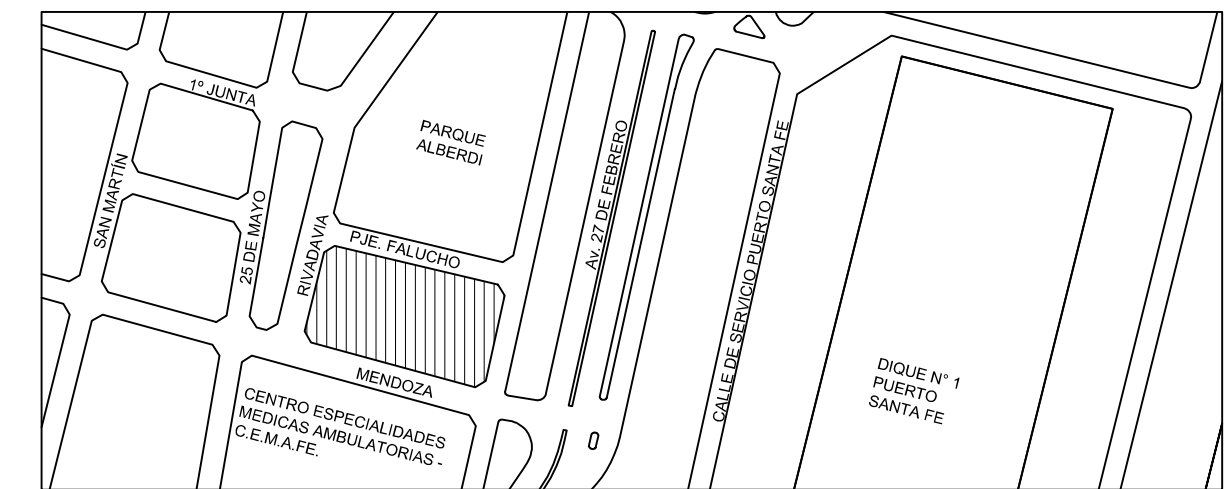 1º JUNTA
PARQUE
ALBERDI
SAN MARTÍN
25 DE MAYO
RIVADAVIA
PJE. FALUCHO
Av. 27 DE FEBRERO
CALLE DE SERVICIO PUERTO SANTA FE
MENDOZA
DIQUE N° 1
PUERTO
SANTA FE
CENTRO ESPECIALIDADES
MEDICAS AMBULATORIAS -
C.E.M.A.FE.